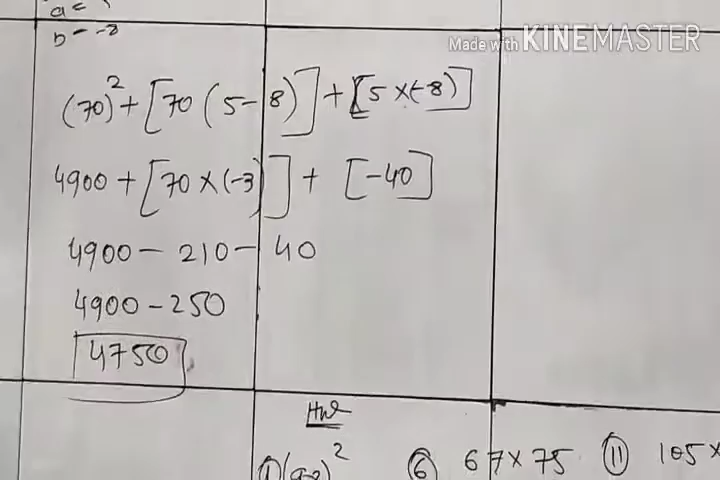 a =
b = -8
Made with KINEMASTER
(70)² + [70 (5-8)] + [5 × (-8)]
4900 + [70 × (-3)] + [-40]
4900 - 210 - 40
4900 - 250
4750
Hw
① ( )² ⑥ 67 × 75 ⑪ 105 ×